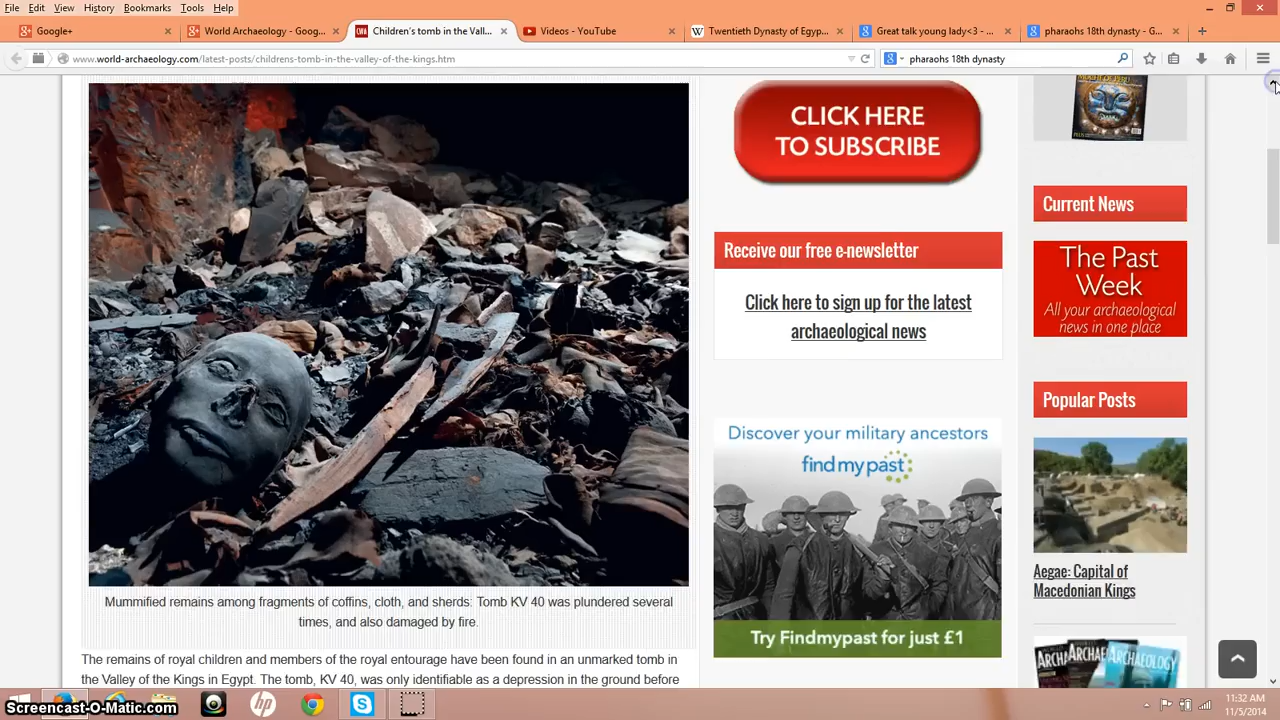 File Edit View History Bookmarks Tools Help
Google+ ×
World Archaeology - Goog... ×
Children's tomb in the Vall... ×
Videos - YouTube ×
Twentieth Dynasty of Egyp... ×
Great talk young lady<3 - ... ×
pharaohs 18th dynasty - G... ×
www.world-archaeology.com/latest-posts/childrens-tomb-in-the-valley-of-the-kings.htm
pharaohs 18th dynasty
CLICK HERE
TO SUBSCRIBE
Current News
Receive our free e-newsletter
The Past
Week
All your archaeological
news in one place
Click here to sign up for the latest
archaeological news
Popular Posts
Discover your military ancestors
findmypast
Try Findmypast for just £1
Aegae: Capital of
Macedonian Kings
Mummified remains among fragments of coffins, cloth, and sherds: Tomb KV 40 was plundered several
times, and also damaged by fire.
The remains of royal children and members of the royal entourage have been found in an unmarked tomb in
the Valley of the Kings in Egypt. The tomb, KV 40, was only identifiable as a depression in the ground before
ARCHAEOLOGY
Screencast-O-Matic.com
hp
11:32 AM
11/5/2014